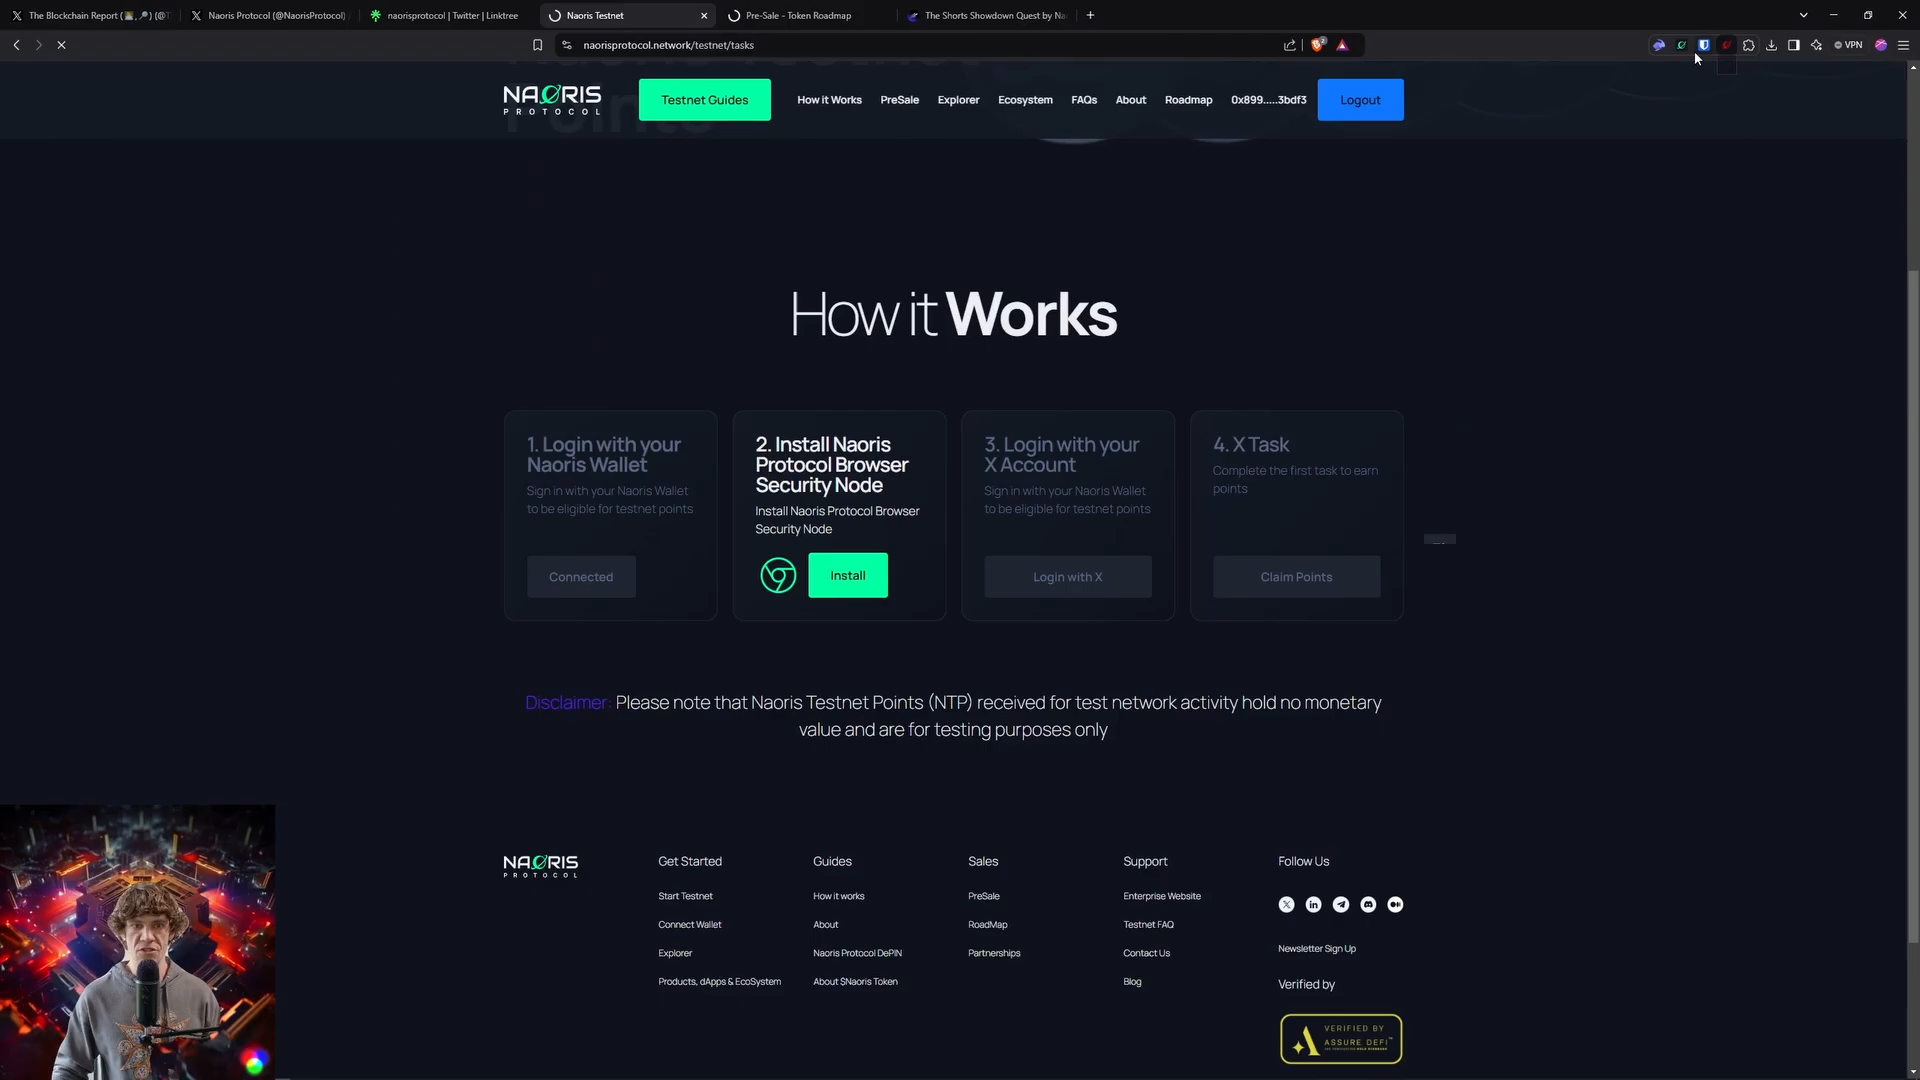 The Blockchain Report
Naoris Protocol (@NaorisProtocol)
naorisprotocol | Twitter | Linktree
Naoris Testnet
Pre-Sale - Token Roadmap
The Shorts Showdown Quest by Na
naorisprotocol.network/testnet/tasks
VPN
NAORIS
PROTOCOL
Testnet Guides
How it Works
PreSale
Explorer
Ecosystem
FAQs
About
Roadmap
0x899.....3bdf3
Logout
Points
How it Works
1. Login with your
Naoris Wallet
Sign in with your Naoris Wallet
to be eligible for testnet points
Connected
2. Install Naoris
Protocol Browser
Security Node
Install Naoris Protocol Browser
Security Node
Install
3. Login with your
X Account
Sign in with your Naoris Wallet
to be eligible for testnet points
Login with X
4. X Task
Complete the first task to earn
points
Claim Points
Disclaimer: Please note that Naoris Testnet Points (NTP) received for test network activity hold no monetary
value and are for testing purposes only
NAORIS
PROTOCOL
Get Started
Start Testnet
Connect Wallet
Explorer
Products, dApps & EcoSystem
Guides
How it works
About
Naoris Protocol DePIN
About $Naoris Token
Sales
PreSale
RoadMap
Partnerships
Support
Enterprise Website
Testnet FAQ
Contact Us
Blog
Follow Us
Newsletter Sign Up
Verified by
VERIFIED BY
ASSURE DEFI